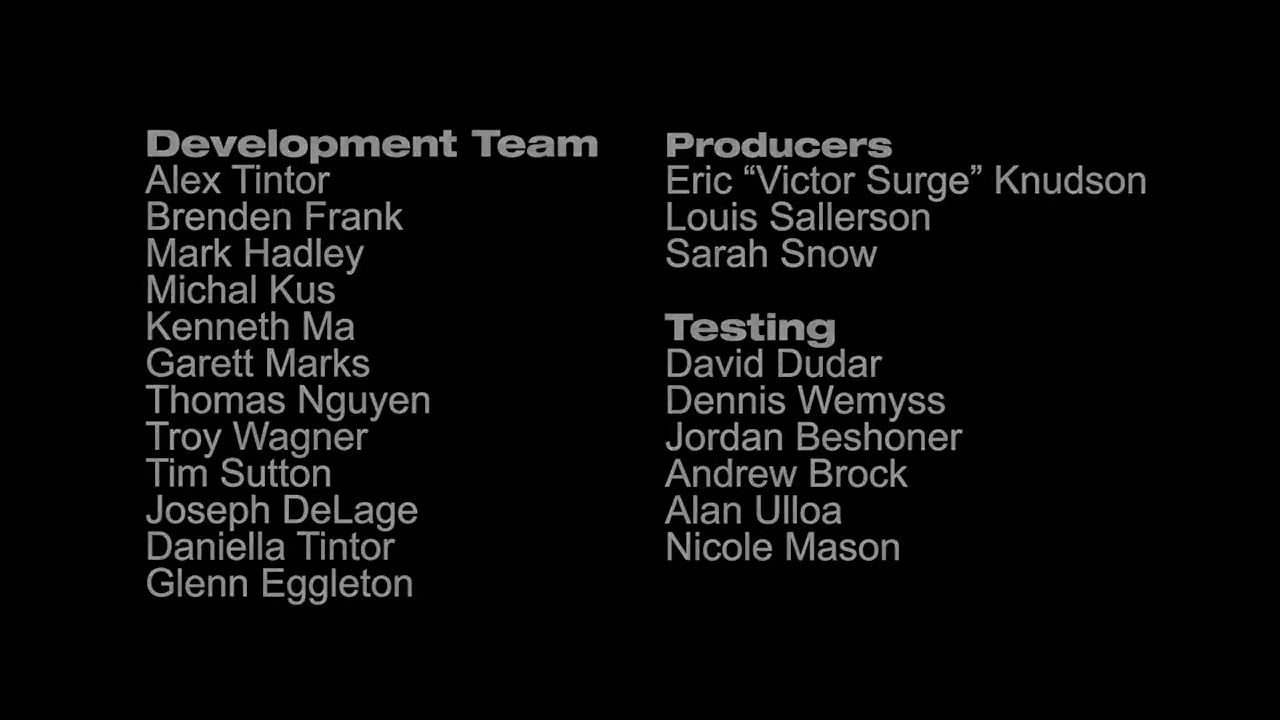 Development Team
Alex Tintor
Brenden Frank
Mark Hadley
Michal Kus
Kenneth Ma
Garett Marks
Thomas Nguyen
Troy Wagner
Tim Sutton
Joseph DeLage
Daniella Tintor
Glenn Eggleton
Producers
Eric “Victor Surge” Knudson
Louis Sallerson
Sarah Snow
Testing
David Dudar
Dennis Wemyss
Jordan Beshoner
Andrew Brock
Alan Ulloa
Nicole Mason